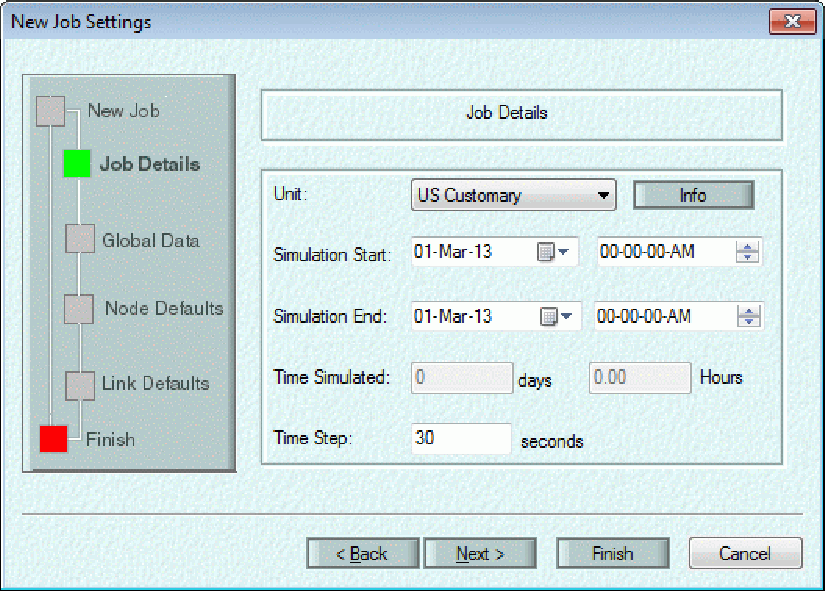 New Job Settings
New Job
Job Details
Global Data
Node Defaults
Link Defaults
Finish
Job Details
Unit: US Customary Info
Simulation Start: 01-Mar-13 00-00-00-AM
Simulation End: 01-Mar-13 00-00-00-AM
Time Simulated: 0 days 0.00 Hours
Time Step: 30 seconds
< Back Next > Finish Cancel